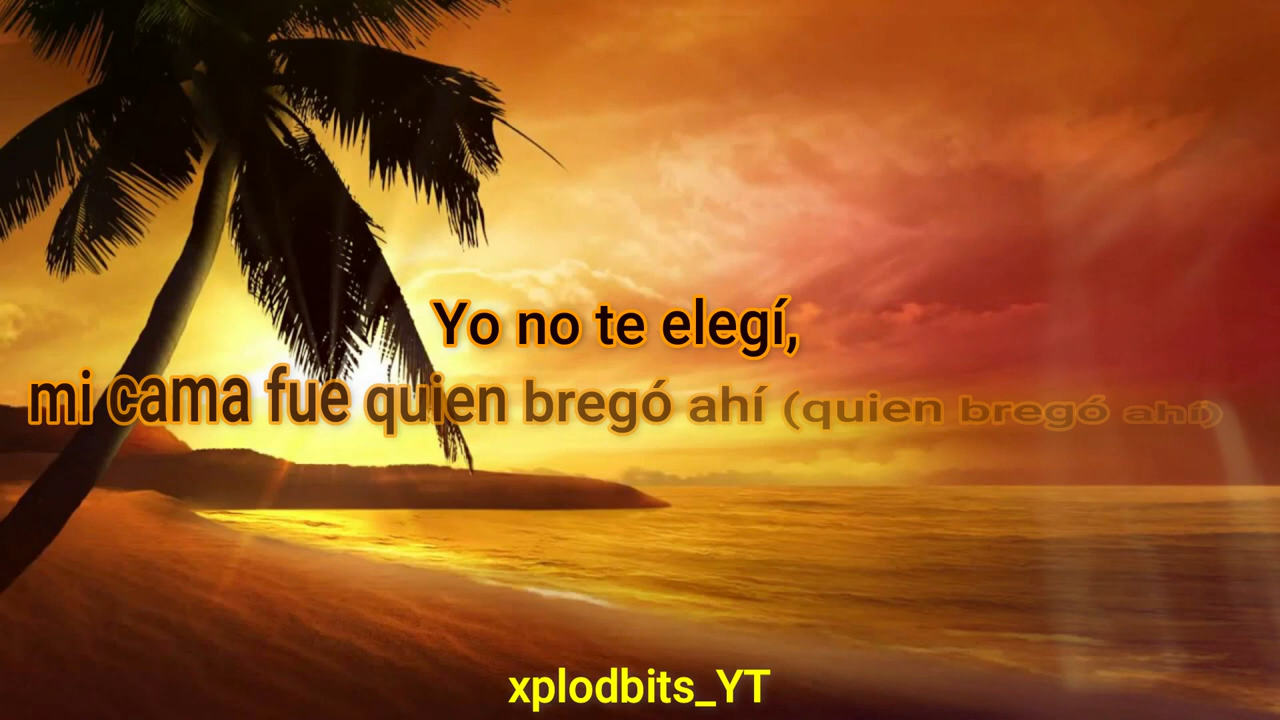 Yo no te elegí,
mi cama fue quien bregó ahí (quien bregó ahí)
xplodbits_YT